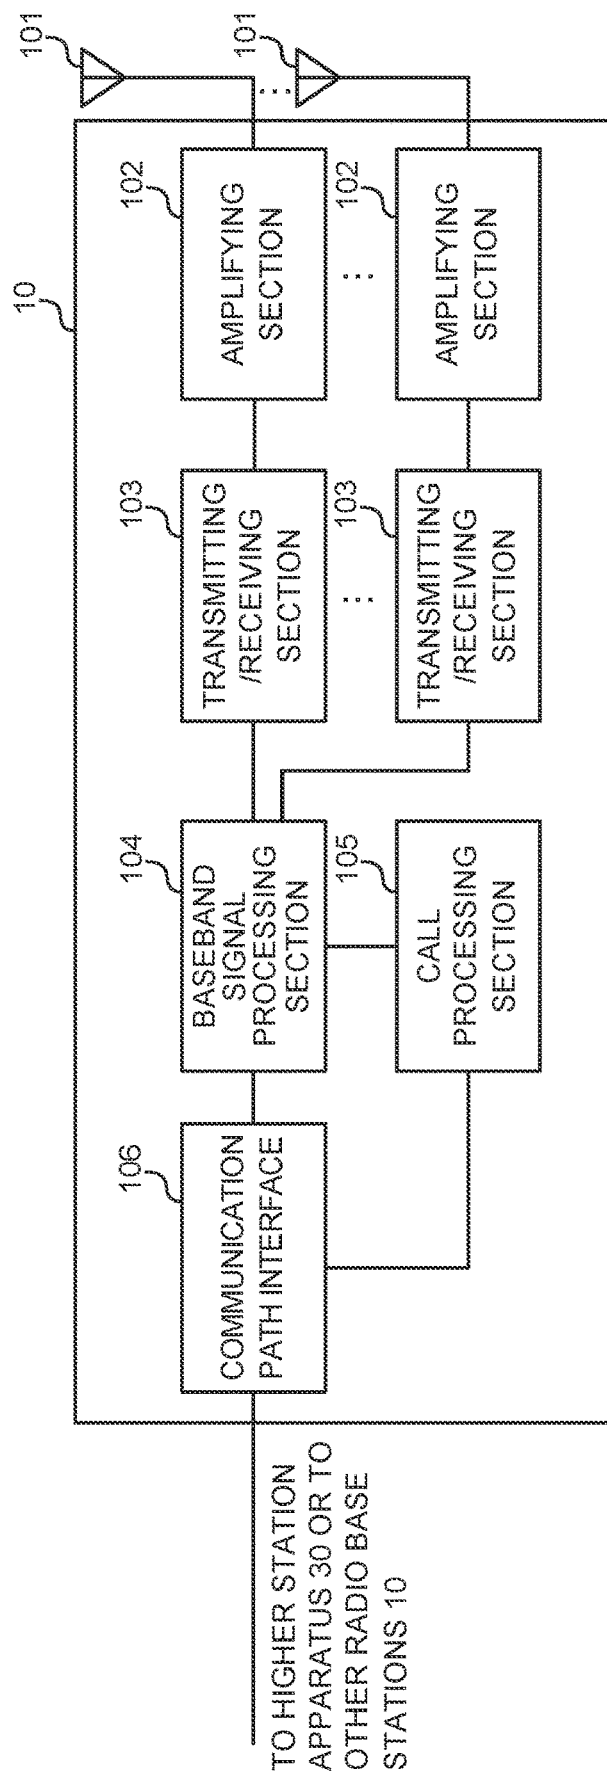 10
101
101
102
AMPLIFYING
SECTION
102
AMPLIFYING
SECTION
103
TRANSMITTING
/RECEIVING
SECTION
103
TRANSMITTING
/RECEIVING
SECTION
104
BASEBAND
SIGNAL
PROCESSING
SECTION
105
CALL
PROCESSING
SECTION
106
COMMUNICATION
PATH INTERFACE
TO HIGHER STATION
APPARATUS 30 OR TO
OTHER RADIO BASE
STATIONS 10